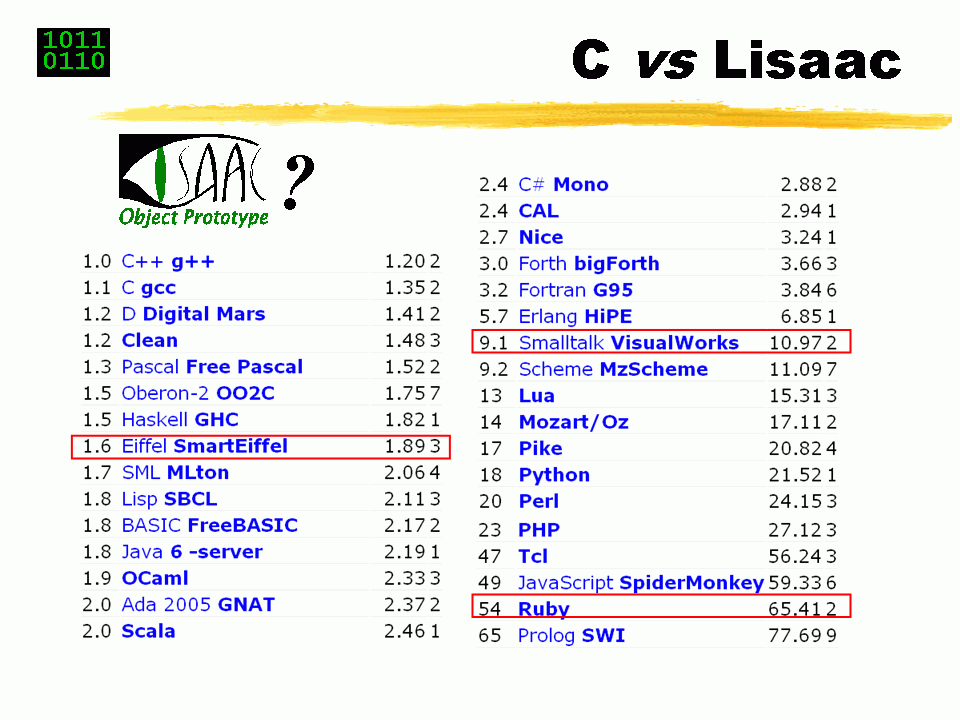 1011
0110
C vs Lisaac
ISAAC ?
Object Prototype
1.0 C++ g++ 1.20 2
1.1 C gcc 1.35 2
1.2 D Digital Mars 1.41 2
1.2 Clean 1.48 3
1.3 Pascal Free Pascal 1.52 2
1.5 Oberon-2 OO2C 1.75 7
1.5 Haskell GHC 1.82 1
1.6 Eiffel SmartEiffel 1.89 3
1.7 SML MLton 2.06 4
1.8 Lisp SBCL 2.11 3
1.8 BASIC FreeBASIC 2.17 2
1.8 Java 6 -server 2.19 1
1.9 OCaml 2.33 3
2.0 Ada 2005 GNAT 2.37 2
2.0 Scala 2.46 1
2.4 C# Mono 2.88 2
2.4 CAL 2.94 1
2.7 Nice 3.24 1
3.0 Forth bigForth 3.66 3
3.2 Fortran G95 3.84 6
5.7 Erlang HiPE 6.85 1
9.1 Smalltalk VisualWorks 10.97 2
9.2 Scheme MzScheme 11.09 7
13 Lua 15.31 3
14 Mozart/Oz 17.11 2
17 Pike 20.82 4
18 Python 21.52 1
20 Perl 24.15 3
23 PHP 27.12 3
47 Tcl 56.24 3
49 JavaScript SpiderMonkey 59.33 6
54 Ruby 65.41 2
65 Prolog SWI 77.69 9